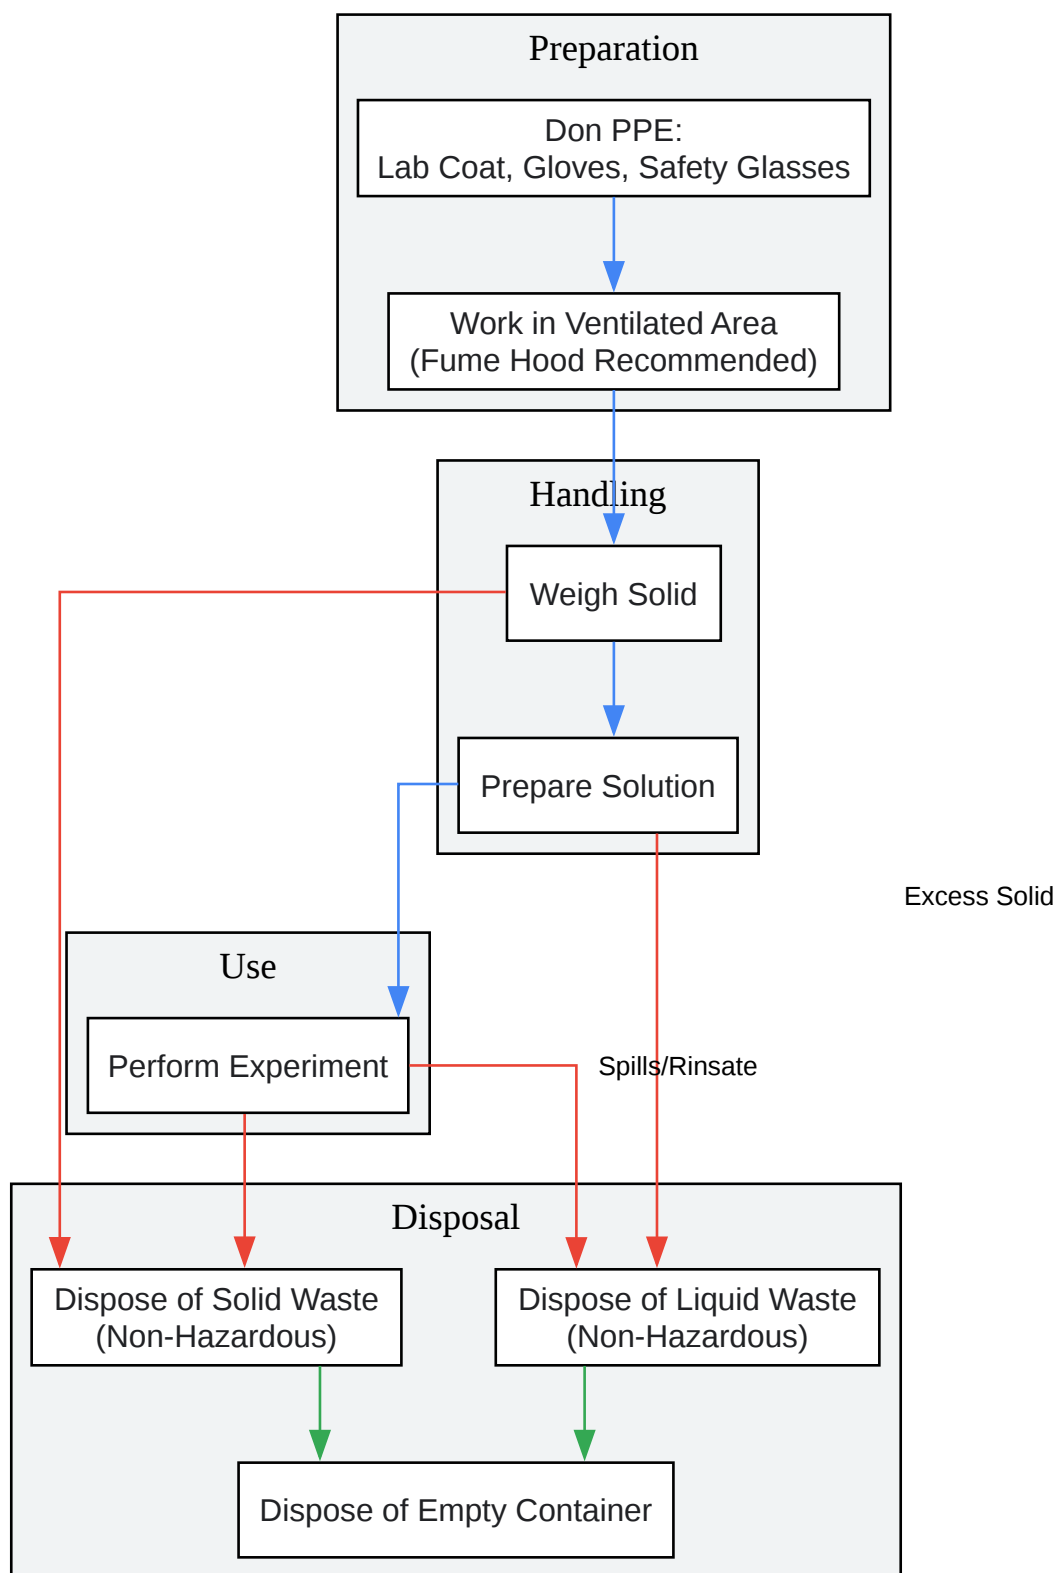 Preparation
Don PPE:
Lab Coat, Gloves, Safety Glasses
Work in Ventilated Area
(Fume Hood Recommended)
Handling
Weigh Solid
Prepare Solution
Excess Solid
Use
Perform Experiment
Spills/Rinsate
Disposal
Dispose of Solid Waste
(Non-Hazardous)
Dispose of Liquid Waste
(Non-Hazardous)
Dispose of Empty Container